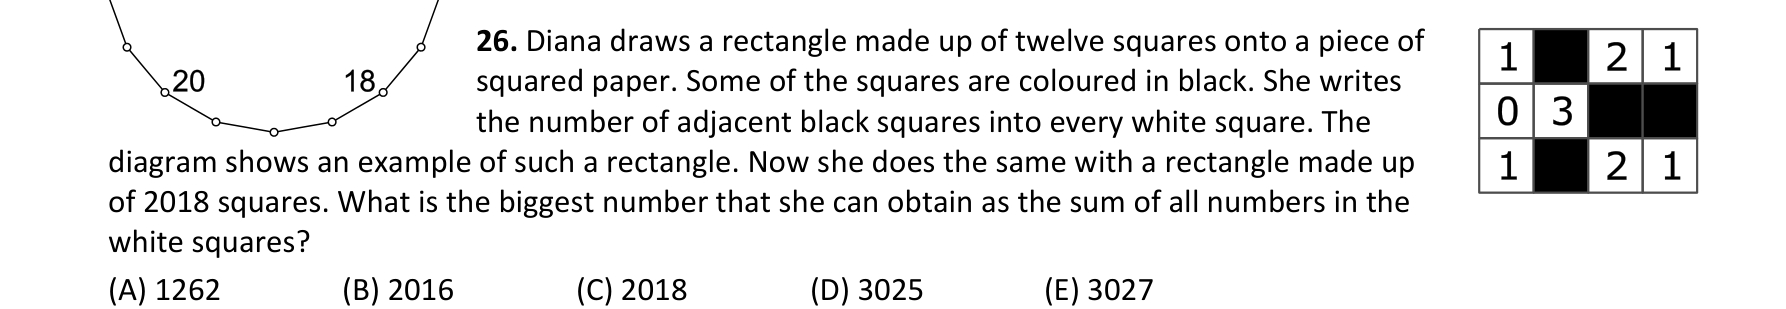 20 18
26. Diana draws a rectangle made up of twelve squares onto a piece of
squared paper. Some of the squares are coloured in black. She writes
the number of adjacent black squares into every white square. The
diagram shows an example of such a rectangle. Now she does the same with a rectangle made up
of 2018 squares. What is the biggest number that she can obtain as the sum of all numbers in the
white squares?
(A) 1262 (B) 2016 (C) 2018 (D) 3025 (E) 3027
1 2 1
0 3
1 2 1